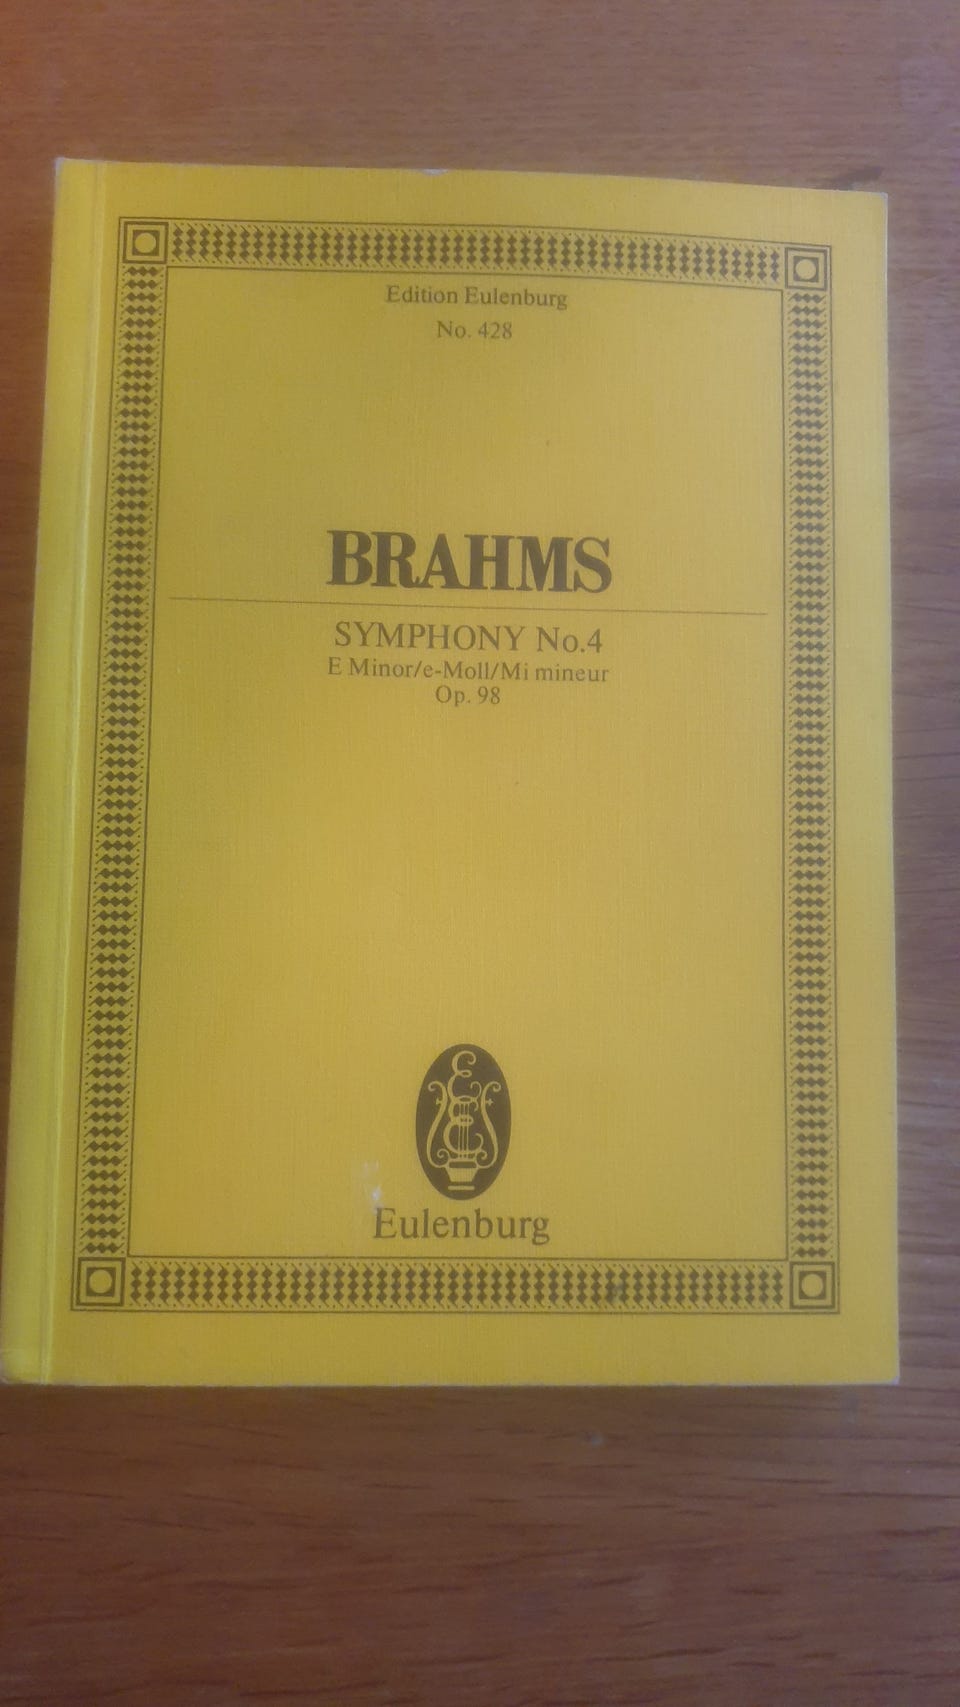 Edition Eulenburg
No. 428
BRAHMS
SYMPHONY No.4
E Minor/e-Moll/Mi mineur
Op. 98
Eulenburg